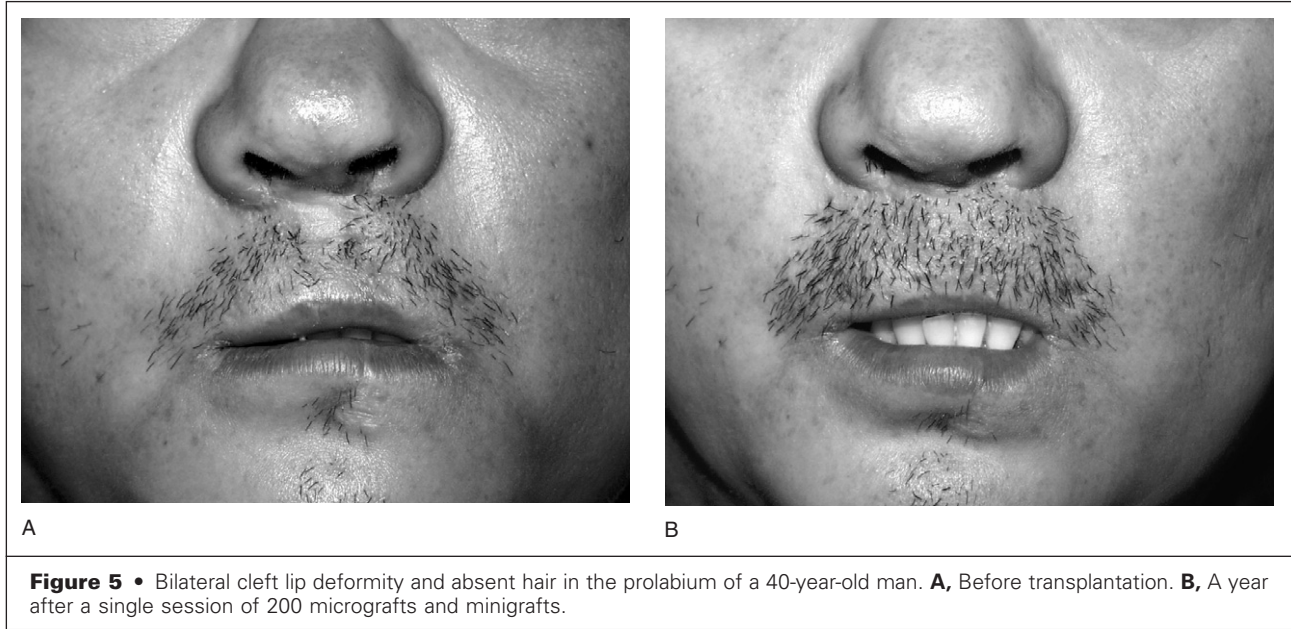 A
B
Figure 5 • Bilateral cleft lip deformity and absent hair in the prolabium of a 40-year-old man. A, Before transplantation. B, A year
after a single session of 200 micrografts and minigrafts.